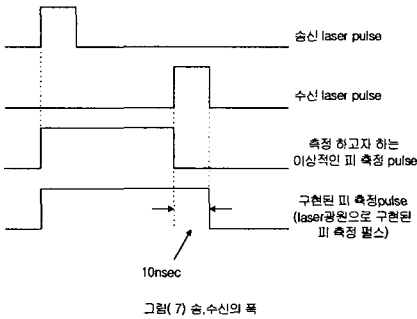 송신 laser pulse
수신 laser pulse
측정 하고자 하는
이상적인 피 측정 pulse
구현된 피 측정pulse
(laser광원으로 구현된
피 측정 펄스)
10nsec
그림( 7) 송,수신의 폭